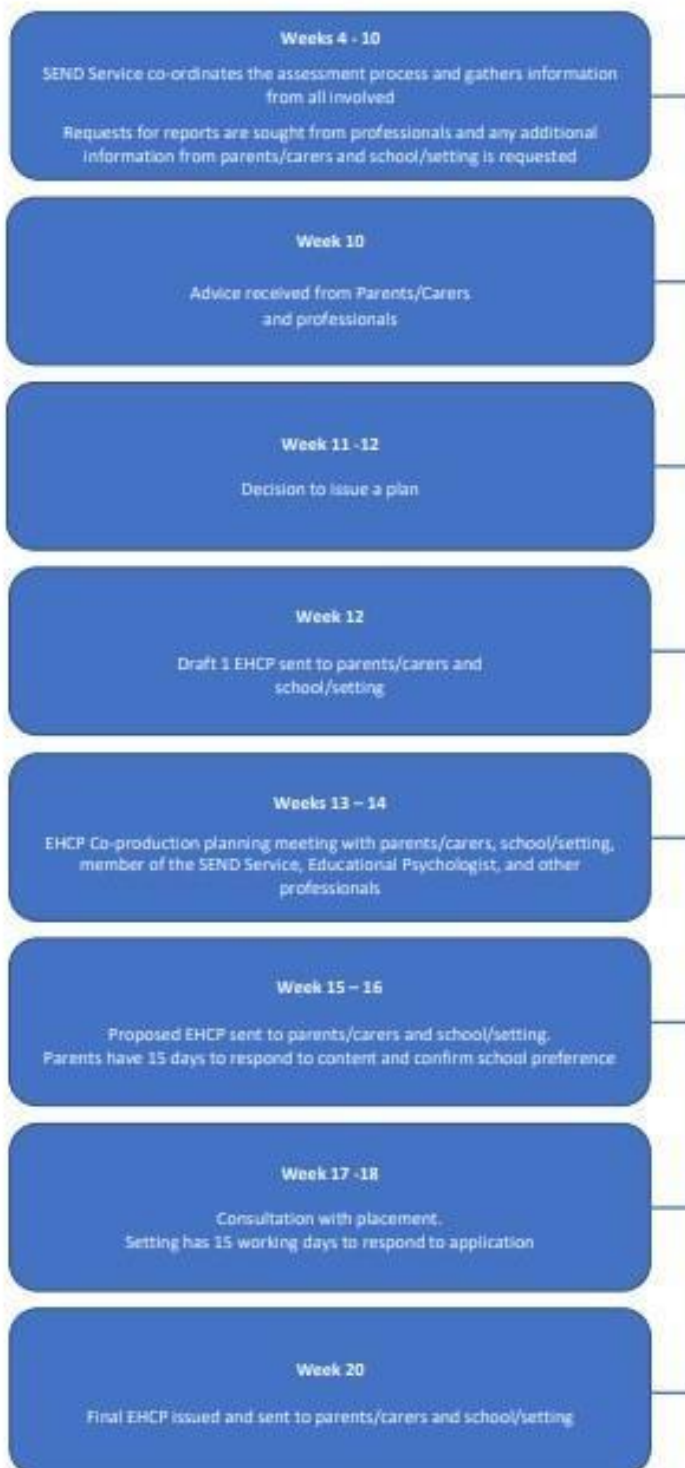 Weeks 4 - 10
SEND Service co-ordinates the assessment process and gathers information
from all involved
Requests for reports are sought from professionals and any additional
information from parents/carers and school/setting is requested
Week 10
Advice received from Parents/Carers
and professionals
Week 11 -12
Decision to issue a plan
Week 12
Draft 1 EHCP sent to parents/carers and
school/setting
Weeks 13 – 14
EHCP Co-production planning meeting with parents/carers, school/setting,
member of the SEND Service, Educational Psychologist, and other
professionals
Week 15 – 16
Proposed EHCP sent to parents/carers and school/setting.
Parents have 15 days to respond to content and confirm school preference
Week 17 -18
Consultation with placement.
Setting has 15 working days to respond to application
Week 20
Final EHCP issued and sent to parents/carers and school/setting